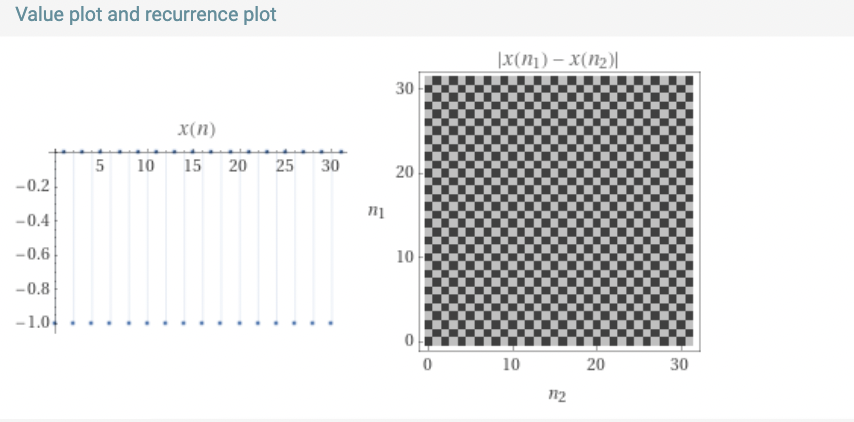 Value plot and recurrence plot
x(n)
5 10 15 20 25 30
−0.2
−0.4
−0.6
−0.8
−1.0
|x(n₁) − x(n₂)|
30
20
n₁
10
0
0 10 20 30
n₂